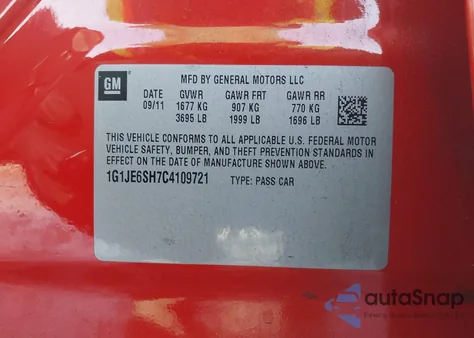 GM
MFD BY GENERAL MOTORS LLC
DATE GVWR GAWR FRT GAWR RR
09/11 1677 KG 907 KG 770 KG
3695 LB 1999 LB 1696 LB
THIS VEHICLE CONFORMS TO ALL APPLICABLE U.S. FEDERAL MOTOR
VEHICLE SAFETY, BUMPER, AND THEFT PREVENTION STANDARDS
IN EFFECT ON THE DATE OF MANUFACTURE SHOWN ABOVE.
1G1JE6SH7C4109721 TYPE: PASS CAR
autaSnap